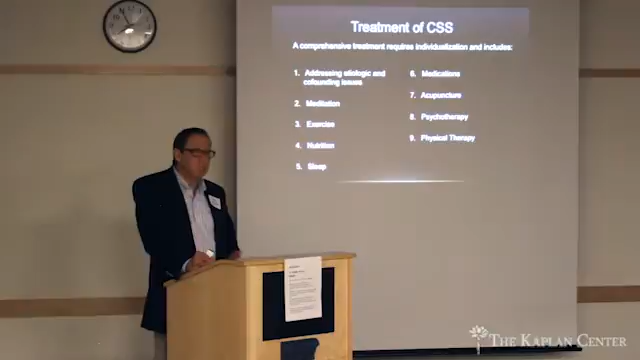 Treatment of CSS
A comprehensive treatment requires individualization and includes:
1. Addressing etiologic and
cofounding issues
2. Meditation
3. Exercise
4. Nutrition
5. Sleep
6. Medications
7. Acupuncture
8. Psychotherapy
9. Physical Therapy
THE KAPLAN CENTER